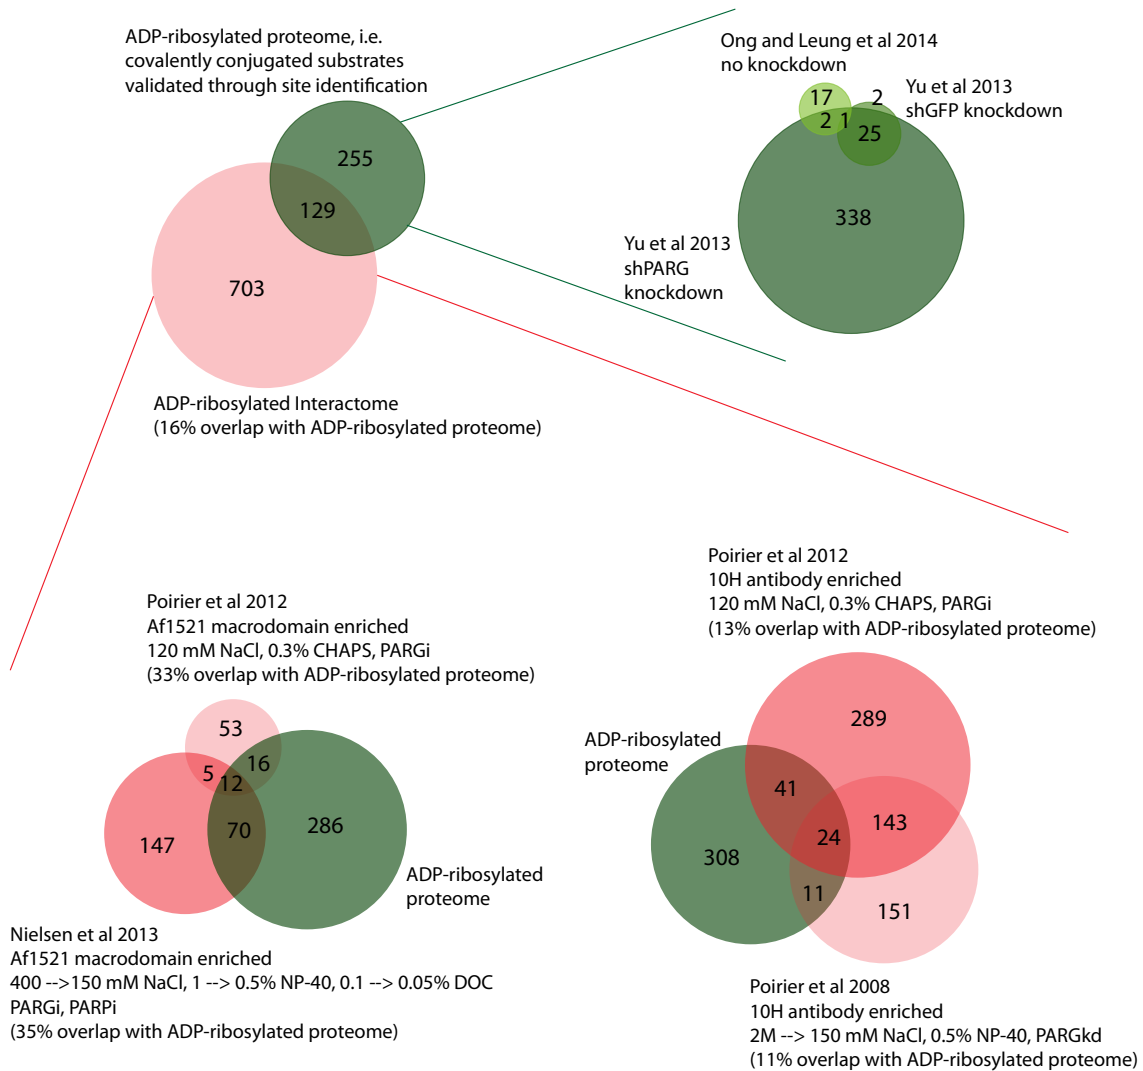 ADP-ribosylated proteome, i.e.
covalently conjugated substrates
validated through site identification
255
129
703
ADP-ribosylated Interactome
(16% overlap with ADP-ribosylated proteome)
Ong and Leung et al 2014
no knockdown
Yu et al 2013
shGFP knockdown
17
2
2
1
25
338
Yu et al 2013
shPARG
knockdown
Poirier et al 2012
Af1521 macrodomain enriched
120 mM NaCl, 0.3% CHAPS, PARGi
(33% overlap with ADP-ribosylated proteome)
53
16
5
12
147
70
286
ADP-ribosylated
proteome
Nielsen et al 2013
Af1521 macrodomain enriched
400 -->150 mM NaCl, 1 --> 0.5% NP-40, 0.1 --> 0.05% DOC
PARGi, PARPi
(35% overlap with ADP-ribosylated proteome)
Poirier et al 2012
10H antibody enriched
120 mM NaCl, 0.3% CHAPS, PARGi
(13% overlap with ADP-ribosylated proteome)
289
ADP-ribosylated
proteome
41
143
24
308
11
151
Poirier et al 2008
10H antibody enriched
2M --> 150 mM NaCl, 0.5% NP-40, PARGkd
(11% overlap with ADP-ribosylated proteome)